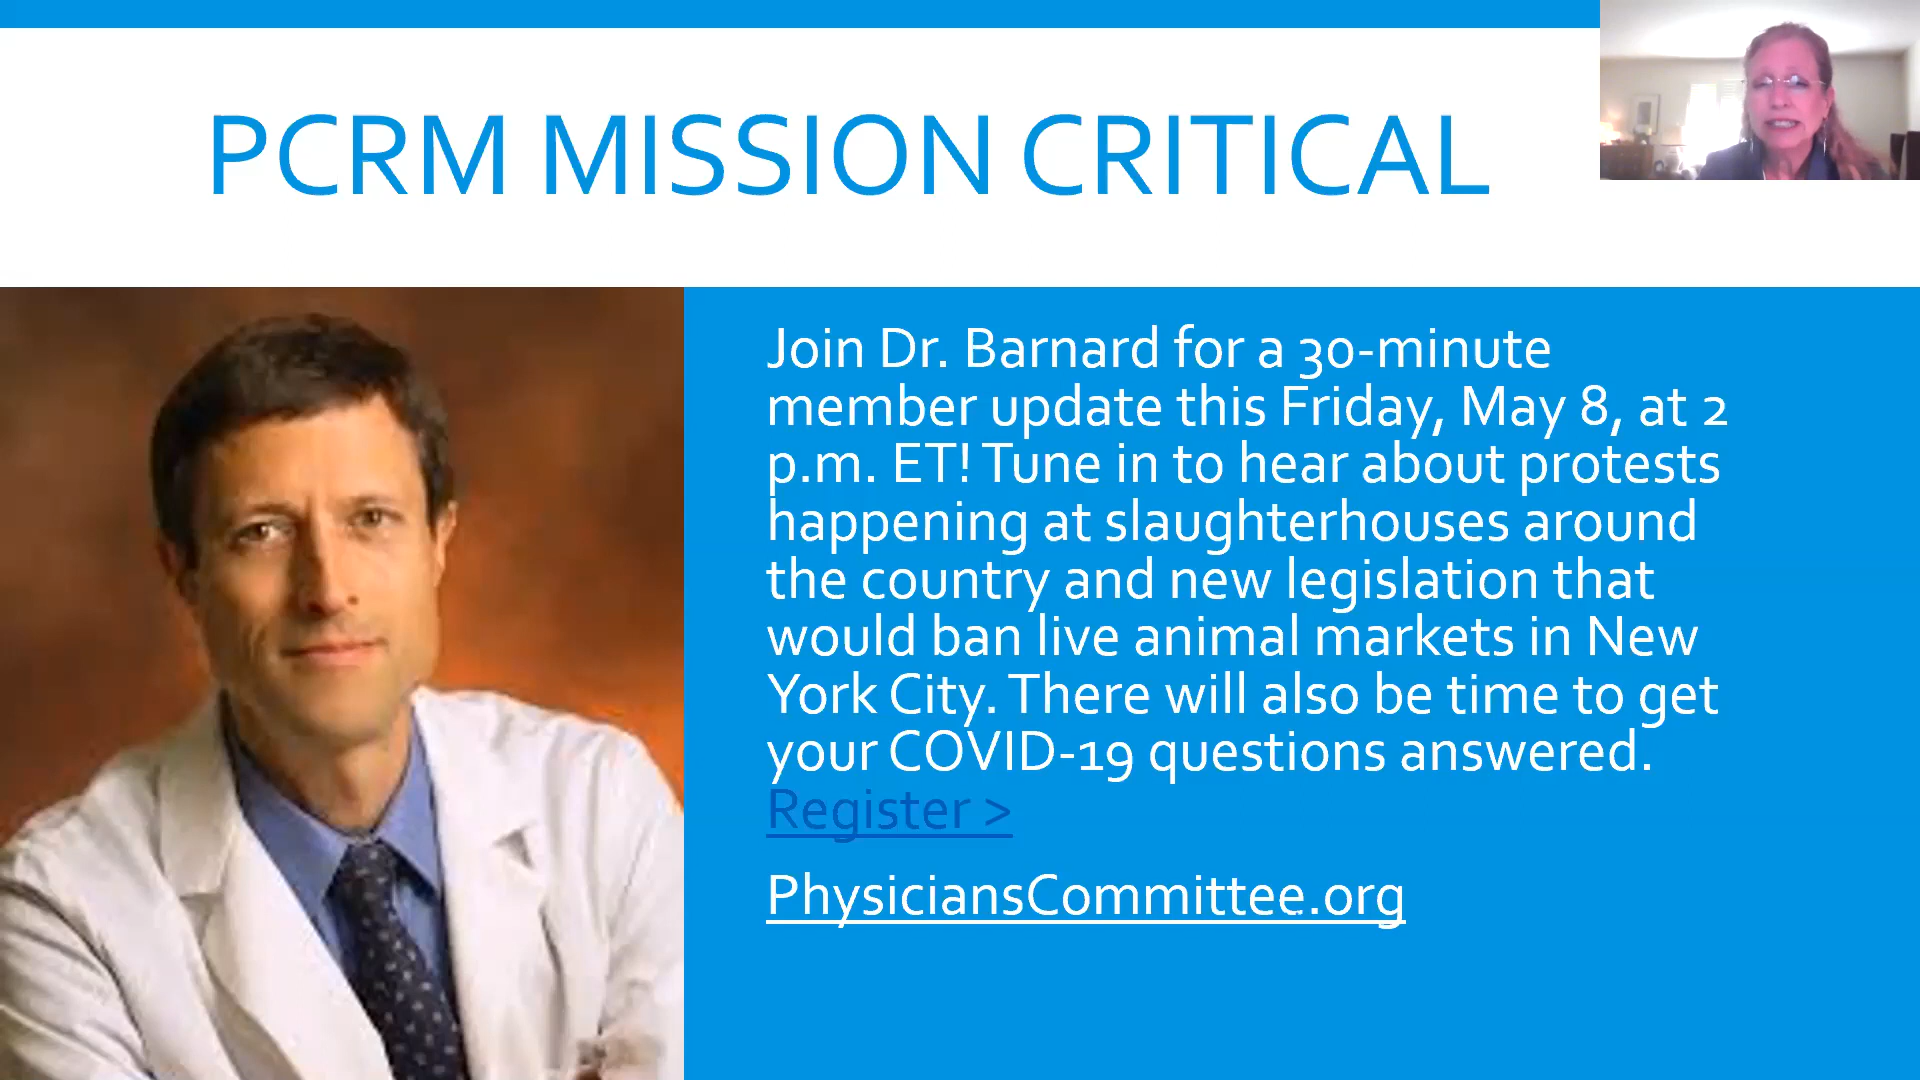 PCRM MISSION CRITICAL
Join Dr. Barnard for a 30-minute
member update this Friday, May 8, at 2
p.m. ET! Tune in to hear about protests
happening at slaughterhouses around
the country and new legislation that
would ban live animal markets in New
York City. There will also be time to get
your COVID-19 questions answered.
Register >
PhysiciansCommittee.org